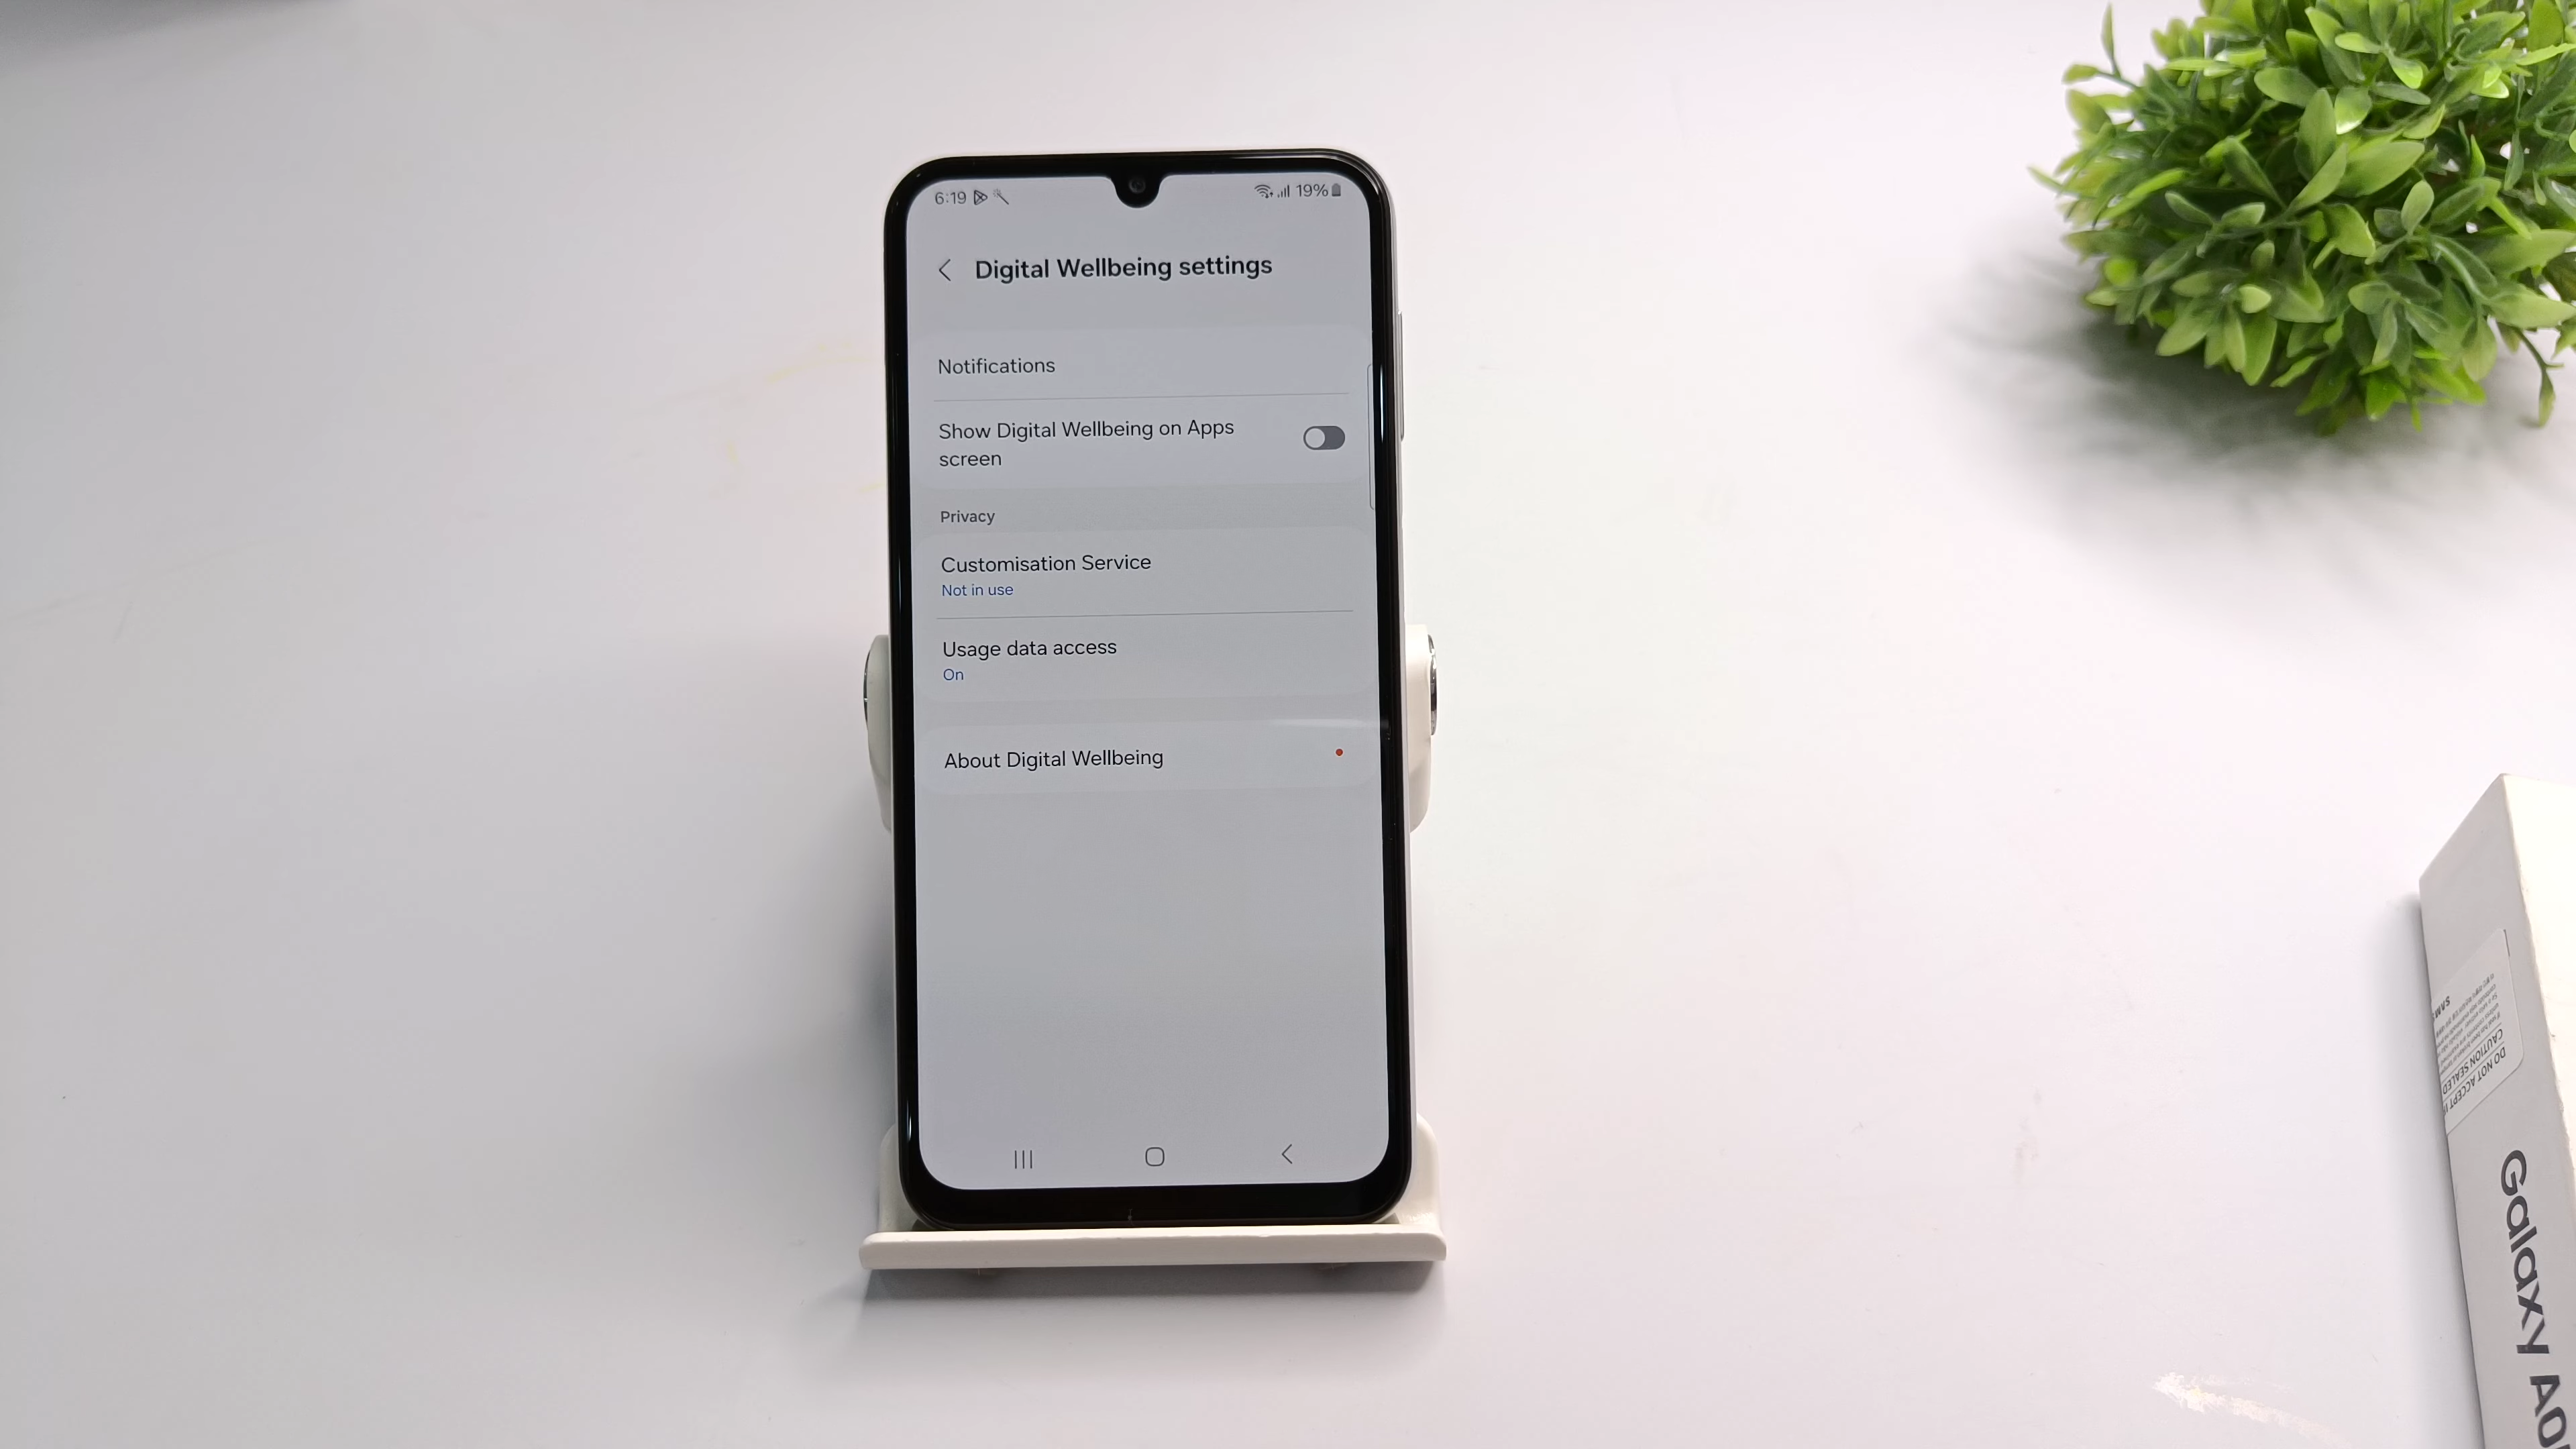 6:19
19%
Digital Wellbeing settings
Notifications
Show Digital Wellbeing on Apps
screen
Privacy
Customisation Service
Not in use
Usage data access
On
About Digital Wellbeing
DO NOT ACCEPT
CAUTION SEALED
Galaxy A0